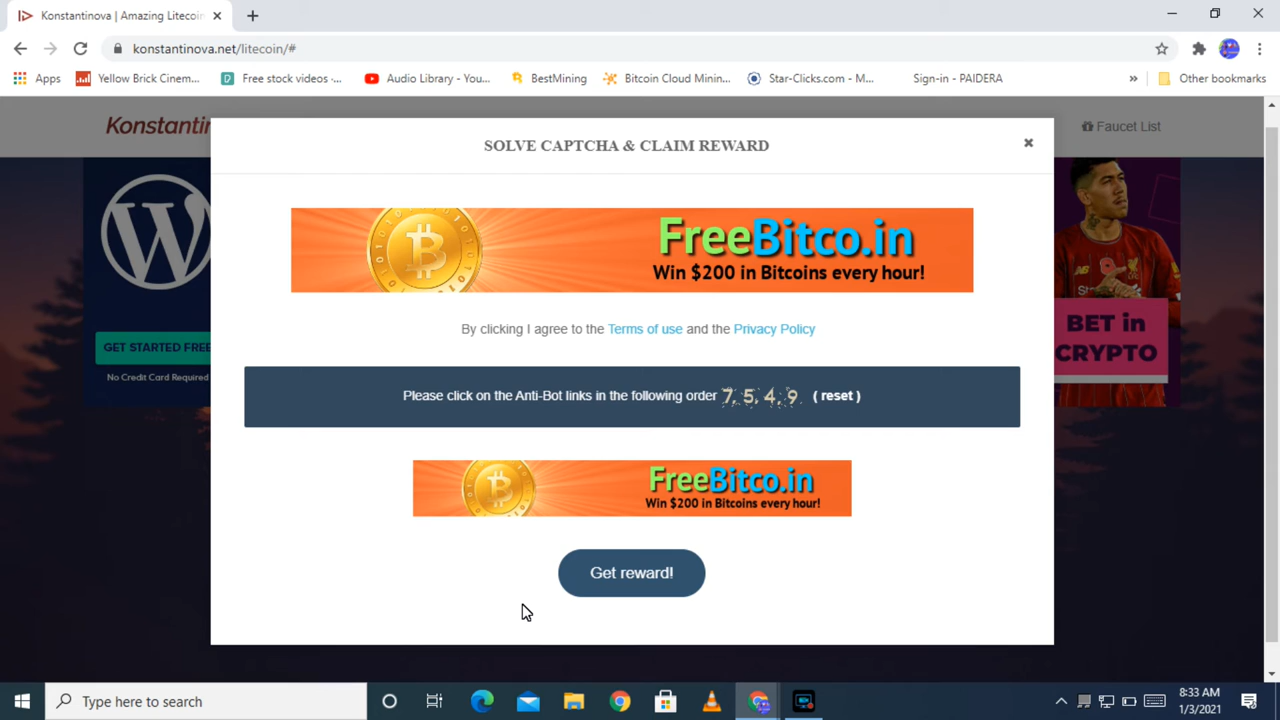 Konstantinova | Amazing Litecoin
konstantinova.net/litecoin/#
Apps Yellow Brick Cinem... Free stock videos -... Audio Library - You... BestMining Bitcoin Cloud Minin... Star-Clicks.com - M... Sign-in - PAIDERA » Other bookmarks
Konstantin
Faucet List
SOLVE CAPTCHA & CLAIM REWARD
FreeBitco.in
Win $200 in Bitcoins every hour!
GET STARTED FREE
No Credit Card Required
BET in
CRYPTO
By clicking I agree to the Terms of use and the Privacy Policy
Please click on the Anti-Bot links in the following order 7, 5, 4, 9 ( reset )
FreeBitco.in
Win $200 in Bitcoins every hour!
Get reward!
Type here to search
8:33 AM
1/3/2021